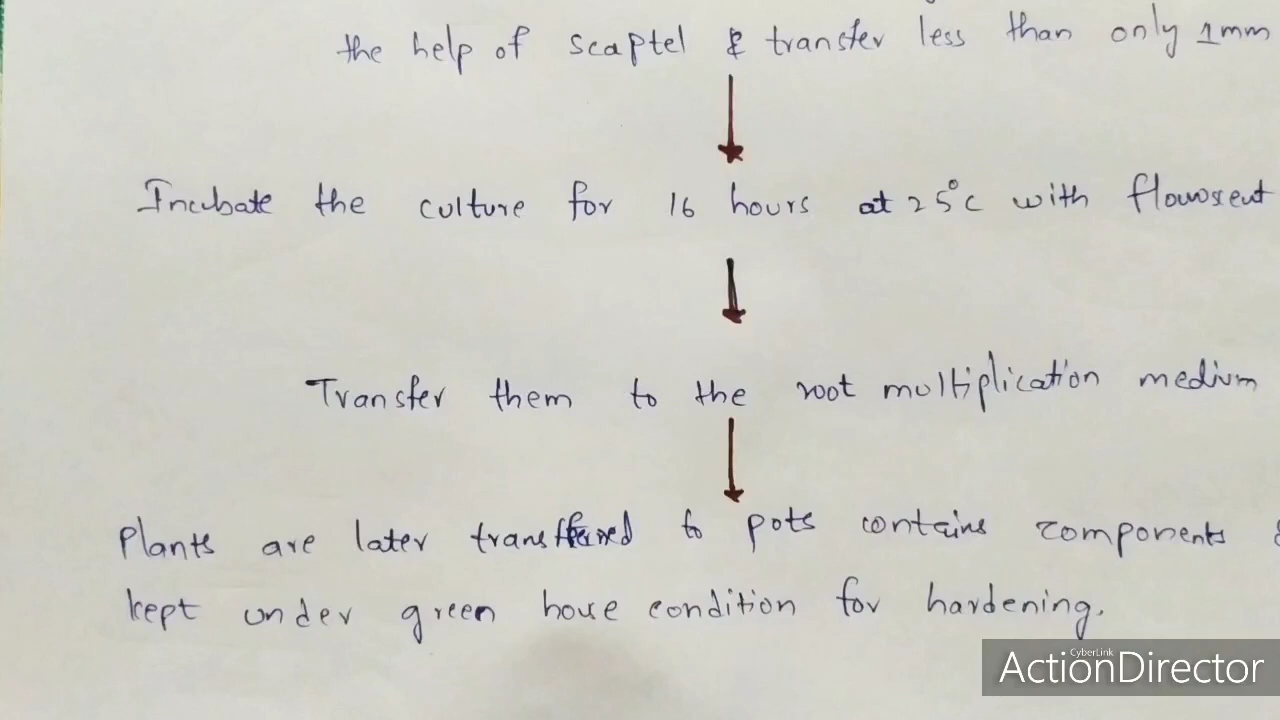 the help of scaptel & transfer less than only 1mm
Incubate the culture for 16 hours at 25°c with flourscent
Transfer them to the root multiplication medium
Plants are later transferred to pots contains components
kept under green house condition for hardening.
CyberLink
ActionDirector